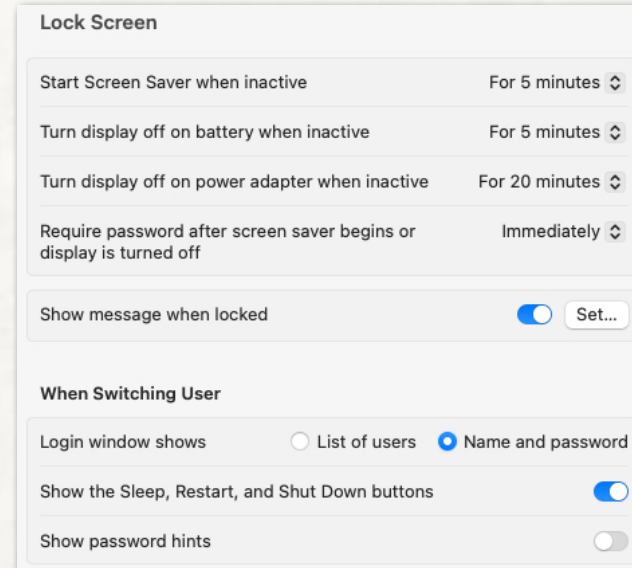 Lock Screen
Start Screen Saver when inactive For 5 minutes
Turn display off on battery when inactive For 5 minutes
Turn display off on power adapter when inactive For 20 minutes
Require password after screen saver begins or Immediately
display is turned off
Show message when locked Set...
When Switching User
Login window shows List of users Name and password
Show the Sleep, Restart, and Shut Down buttons
Show password hints